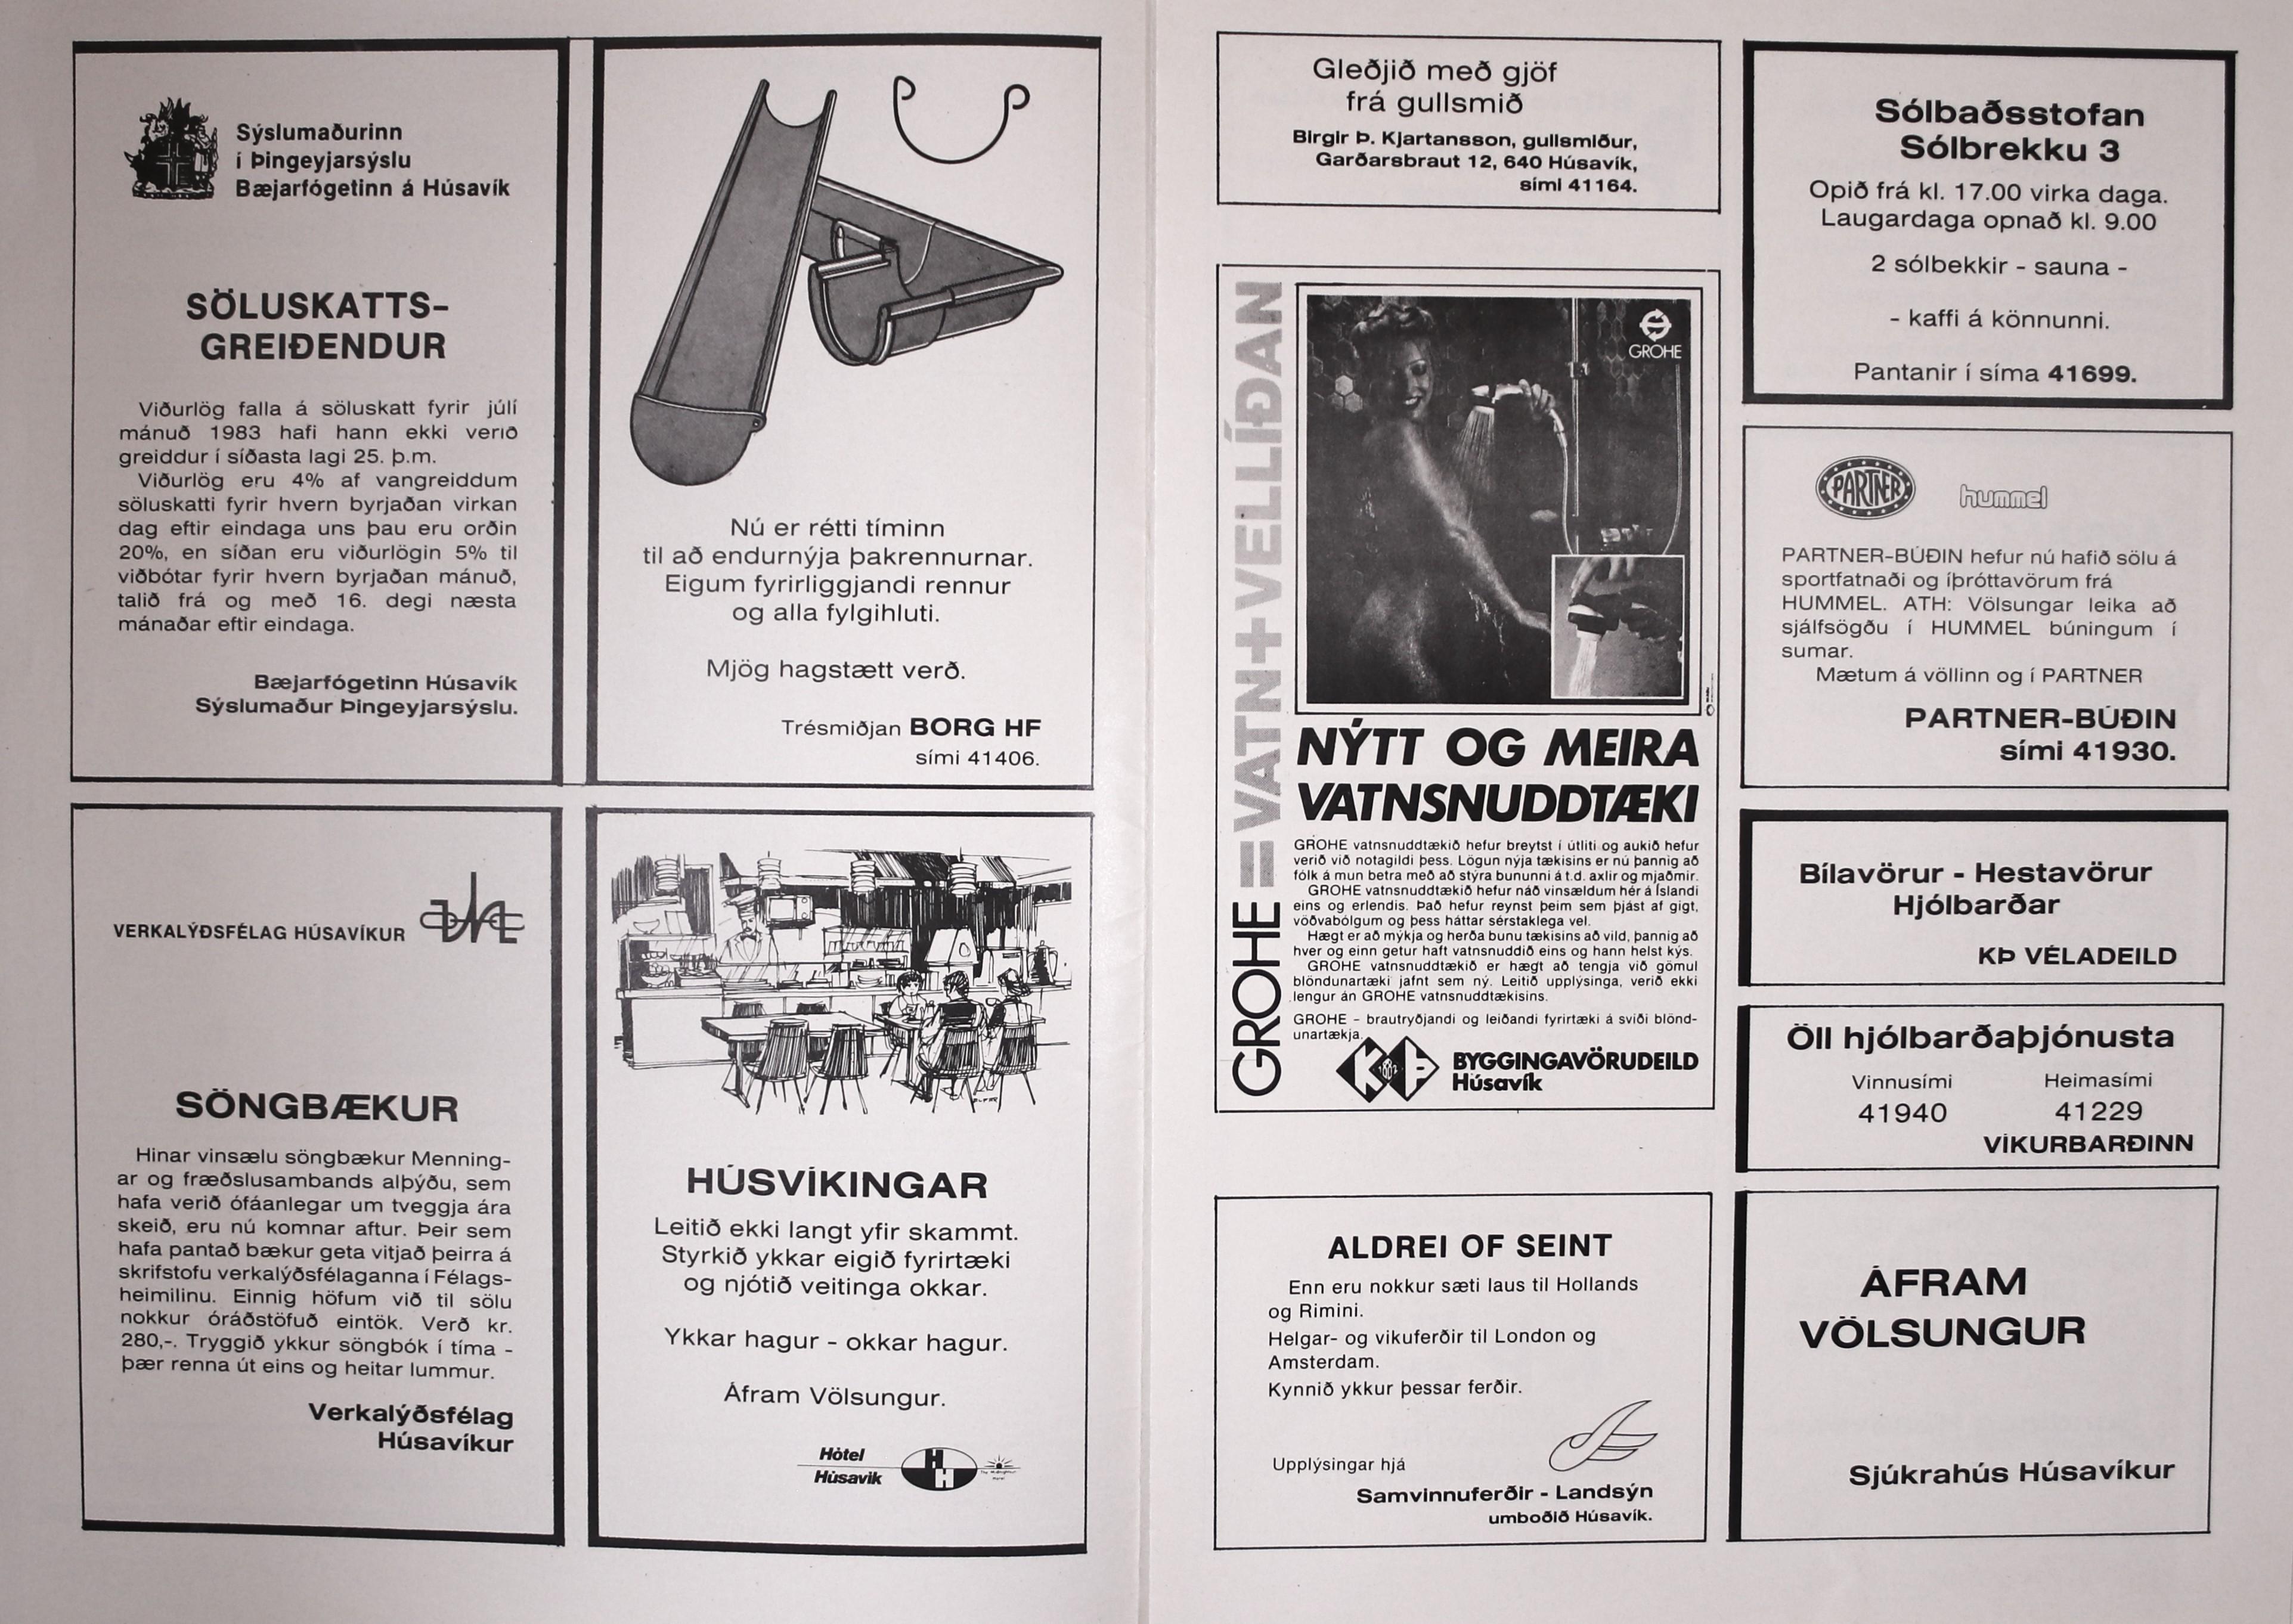 Sýslumaðurinn
í Þingeyjarsýslu
Bæjarfógetinn á Húsavík
SÖLUSKATTS-
GREIÐENDUR
Viðurlög falla á söluskatt fyrir júlí
mánuð 1983 hafi hann ekki verið
greiddur í síðasta lagi 25. þ.m.
Viðurlög eru 4% af vangreiddum
söluskatti fyrir hvern byrjaðan virkan
dag eftir eindaga uns þau eru orðin
20%, en síðan eru viðurlögin 5% til
viðbótar fyrir hvern byrjaðan mánuð,
talið frá og með 16. degi næsta
mánaðar eftir eindaga.
Bæjarfógetinn Húsavík
Sýslumaður Þingeyjarsýslu.
Nú er rétti tíminn
til að endurnýja þakrennurnar.
Eigum fyrirliggjandi rennur
og alla fylgihluti.
Mjög hagstætt verð.
Trésmiðjan BORG HF
sími 41406.
VERKALÝÐSFÉLAG HÚSAVÍKUR
SÖNGBÆKUR
Hinar vinsælu söngbækur Menning-
ar og fræðslusambands alþýðu, sem
hafa verið ófáanlegar um tveggja ára
skeið, eru nú komnar aftur. Þeir sem
hafa pantað bækur geta vitjað þeirra á
skrifstofu verkalýðsfélaganna í Félags-
heimilinu. Einnig höfum við til sölu
nokkur óráðstöfuð eintök. Verð kr.
280,-. Tryggið ykkur söngbók í tíma -
þær renna út eins og heitar lummur.
Verkalýðsfélag
Húsavíkur
HÚSVÍKINGAR
Leitið ekki langt yfir skammt.
Styrkið ykkar eigið fyrirtæki
og njótið veitinga okkar.
Ykkar hagur - okkar hagur.
Áfram Völsungur.
Hótel
Húsavík
HH
Gleðjið með gjöf
frá gullsmið
Birgir Þ. Kjartansson, gullsmiður,
Garðarsbraut 12, 640 Húsavík,
sími 41164.
GROHE=VATN+VELLÍÐAN
GROHE
NÝTT OG MEIRA
VATNSNUDDTÆKI
GROHE vatnsnuddtækið hefur breytst í útliti og aukið hefur
verið við notagildi þess. Lögun nýja tækisins er nú þannig að
fólk á mun betra með að stýra bununni á t.d. axlir og mjaðmir.
GROHE vatnsnuddtækið hefur náð vinsældum hér á Íslandi
eins og erlendis. Það hefur reynst þeim sem þjást af gigt,
vöðvabólgum og þess háttar sérstaklega vel.
Hægt er að mýkja og herða bunu tækisins að vild, þannig að
hver og einn getur haft vatnsnuddið eins og hann helst kýs.
GROHE vatnsnuddtækið er hægt að tengja við gömul
blöndunartæki jafnt sem ný. Leitið upplýsinga, verið ekki
lengur án GROHE vatnsnuddtækisins.
GROHE - brautryðjandi og leiðandi fyrirtæki á sviði blönd-
unartækja.
K 1882 Þ
BYGGINGAVÖRUDEILD
Húsavík
ALDREI OF SEINT
Enn eru nokkur sæti laus til Hollands
og Rimini.
Helgar- og vikuferðir til London og
Amsterdam.
Kynnið ykkur þessar ferðir.
Upplýsingar hjá
Samvinnuferðir - Landsýn
umboðið Húsavík.
Sólbaðsstofan
Sólbrekku 3
Opið frá kl. 17.00 virka daga.
Laugardaga opnað kl. 9.00
2 sólbekkir - sauna -
- kaffi á könnunni.
Pantanir í síma 41699.
PARTNER
hummel
PARTNER-BÚÐIN hefur nú hafið sölu á
sportfatnaði og íþróttavörum frá
HUMMEL. ATH: Völsungar leika að
sjálfsögðu í HUMMEL búningum í
sumar.
Mætum á völlinn og í PARTNER
PARTNER-BÚÐIN
sími 41930.
Bílavörur - Hestavörur
Hjólbarðar
KÞ VÉLADEILD
Öll hjólbarðaþjónusta
Vinnusími Heimasími
41940 41229
VÍKURBARÐINN
ÁFRAM
VÖLSUNGUR
Sjúkrahús Húsavíkur